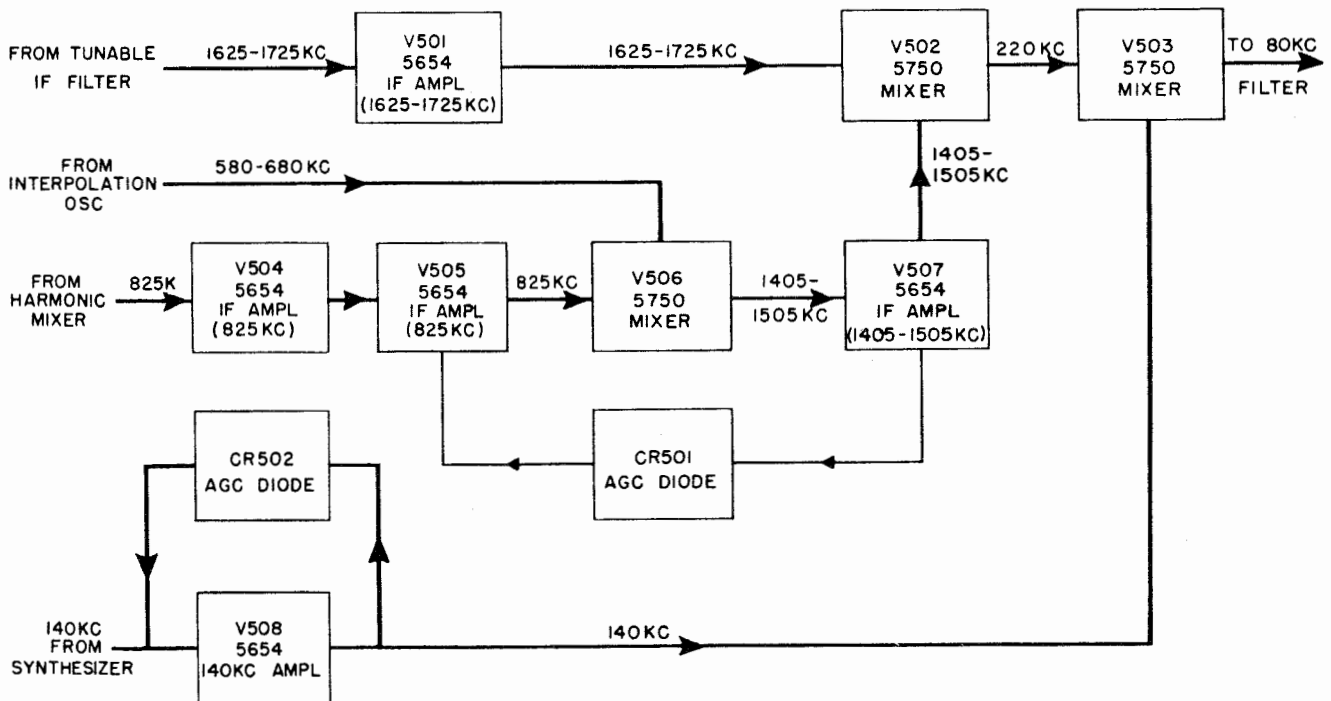 FROM TUNABLE
IF FILTER
1625-1725KC
V501
5654
IF AMPL
(1625-1725KC)
1625-1725KC
V502
5750
MIXER
220KC
V503
5750
MIXER
TO 80KC
FILTER
FROM
INTERPOLATION
OSC
580-680KC
1405-
1505KC
FROM
HARMONIC
MIXER
825K
V504
5654
IF AMPL
(825KC)
V505
5654
IF AMPL
(825KC)
825KC
V506
5750
MIXER
1405-
1505KC
V507
5654
IF AMPL
(1405-1505KC)
CR502
AGC DIODE
CR501
AGC DIODE
140KC
FROM
SYNTHESIZER
V508
5654
140KC AMPL
140KC